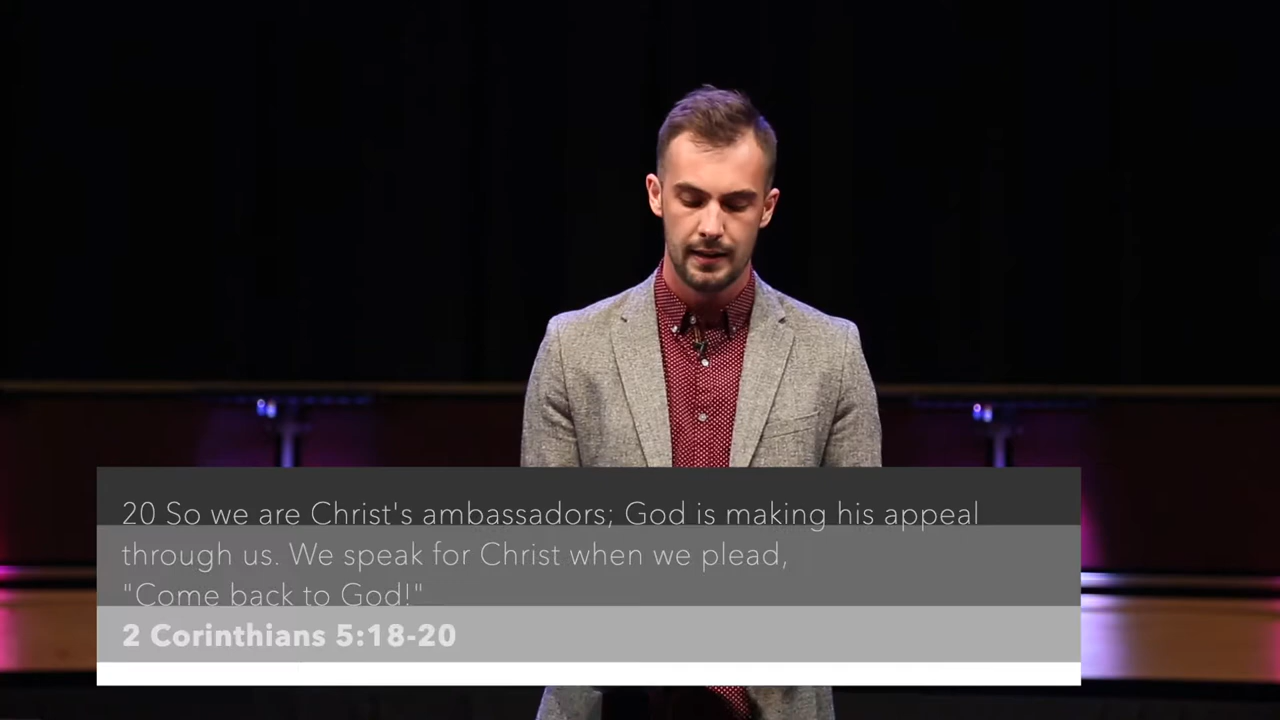 20 So we are Christ's ambassadors; God is making his appeal
through us. We speak for Christ when we plead,
"Come back to God!"
2 Corinthians 5:18-20